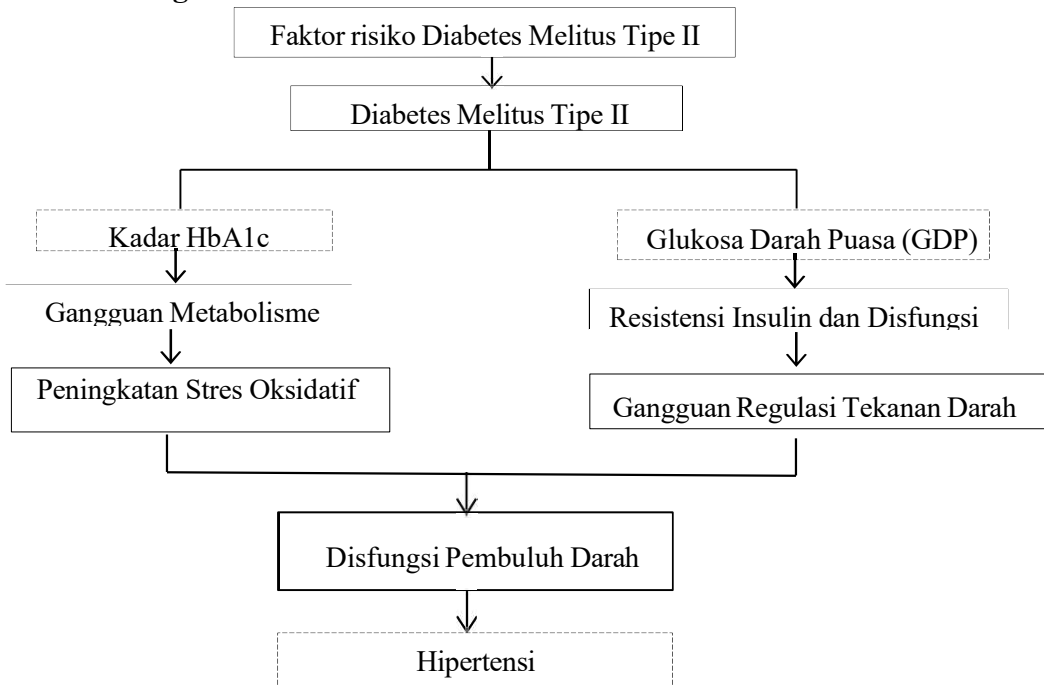 Faktor risiko Diabetes Melitus Tipe II
Diabetes Melitus Tipe II
Kadar HbA1c
Glukosa Darah Puasa (GDP)
Gangguan Metabolisme
Resistensi Insulin dan Disfungsi
Peningkatan Stres Oksidatif
Gangguan Regulasi Tekanan Darah
Disfungsi Pembuluh Darah
Hipertensi